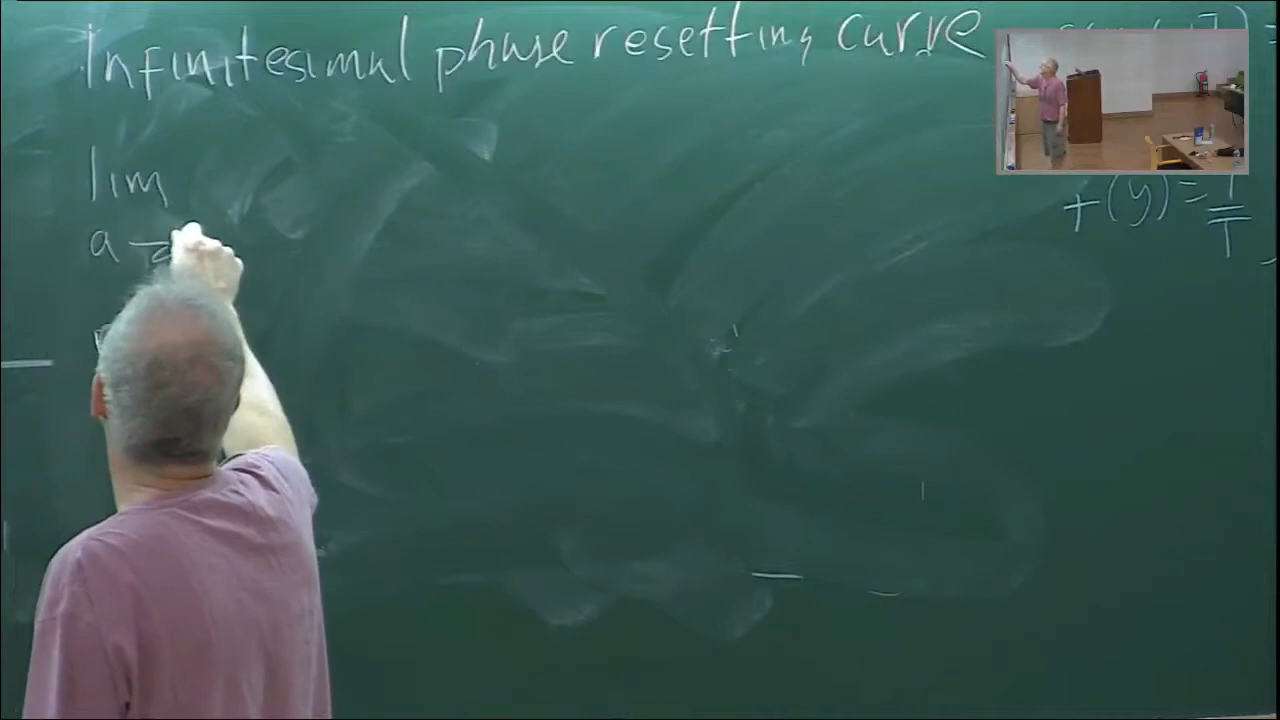 Infinitesimal phase resetting curve
lim
a →
+(y) = 1/T